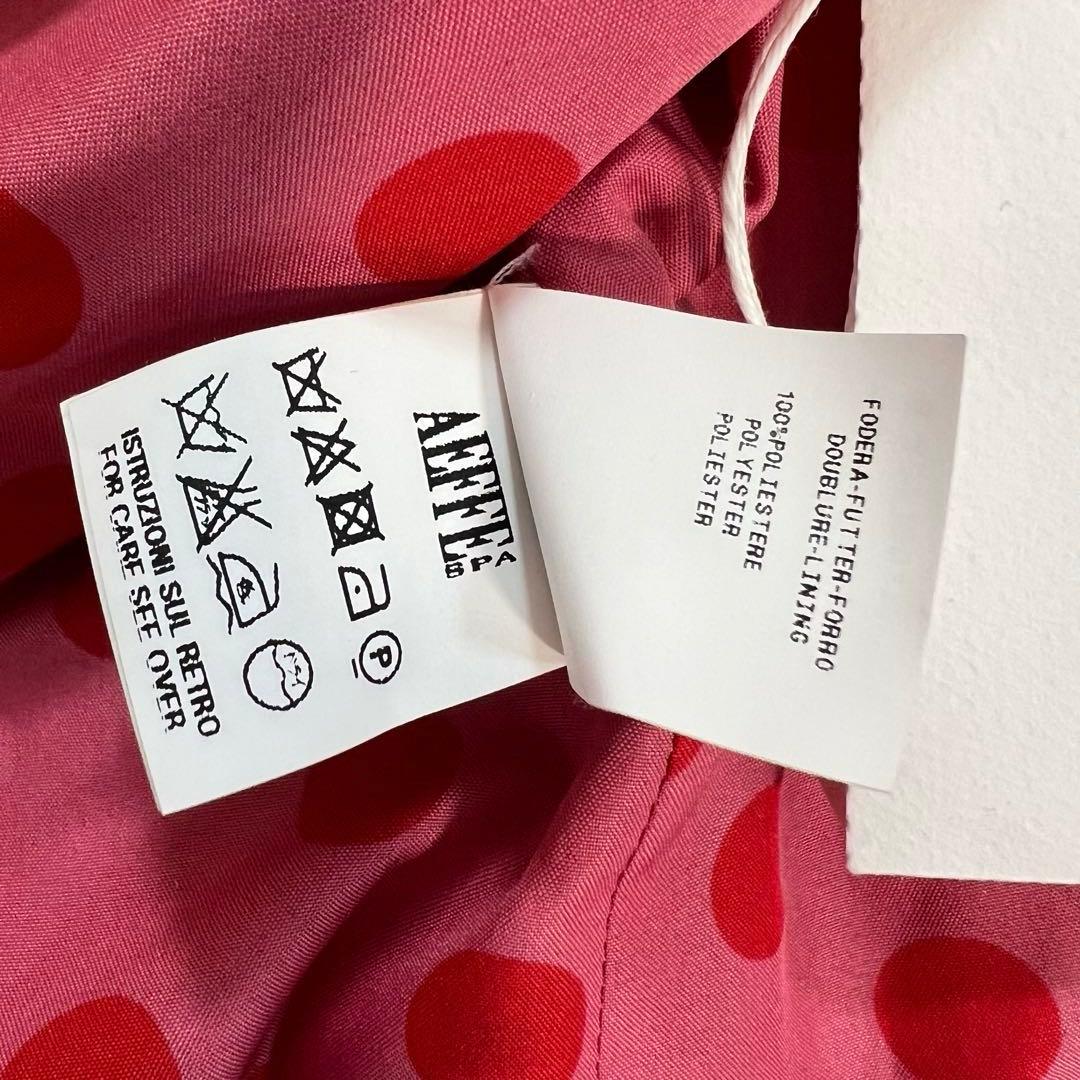 AEFFE
SPA
P
ISTRUZIONI SUL RETRO
FOR CARE SEE OVER
FODERA-FUTTER-FORRO
DOUBLURE-LINING
100%POLIESTERE
POLYESTER
POLIESTER